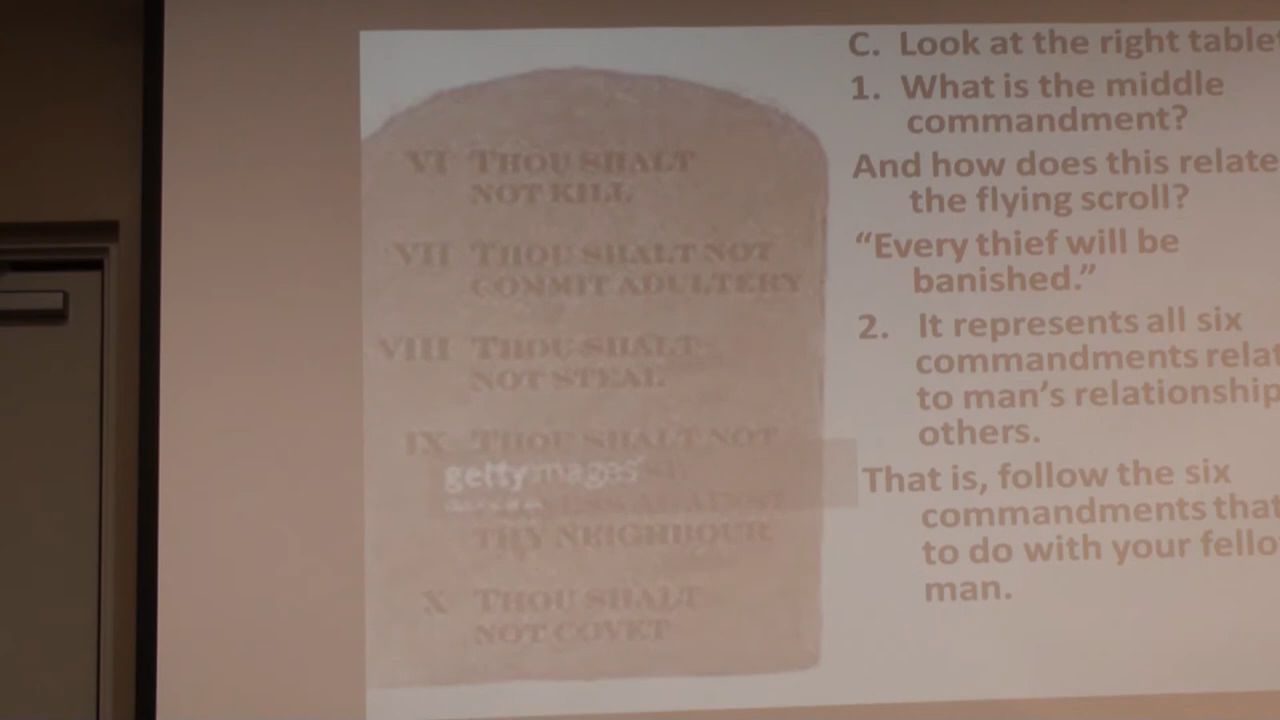 VI THOU SHALT
NOT KILL
VII THOU SHALT NOT
COMMIT ADULTERY
VIII THOU SHALT
NOT STEAL
IX THOU SHALT NOT
gettyimages
AGAINST
THY NEIGHBOUR
X THOU SHALT
NOT COVET
C. Look at the right table
1. What is the middle
commandment?
And how does this relate
the flying scroll?
“Every thief will be
banished.”
2. It represents all six
commandments relat
to man's relationship
others.
That is, follow the six
commandments that
to do with your fello
man.